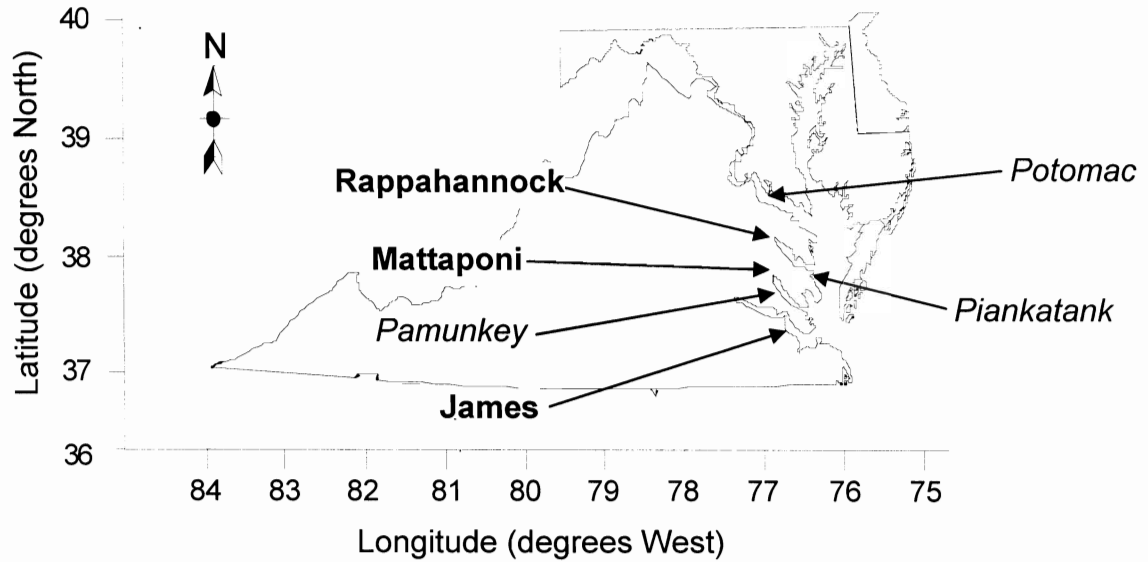 40
N
39
Potomac
Rappahannock
38
Mattaponi
Piankatank
Pamunkey
37
James
36
84 83 82 81 80 79 78 77 76 75
Longitude (degrees West)
Latitude (degrees North)